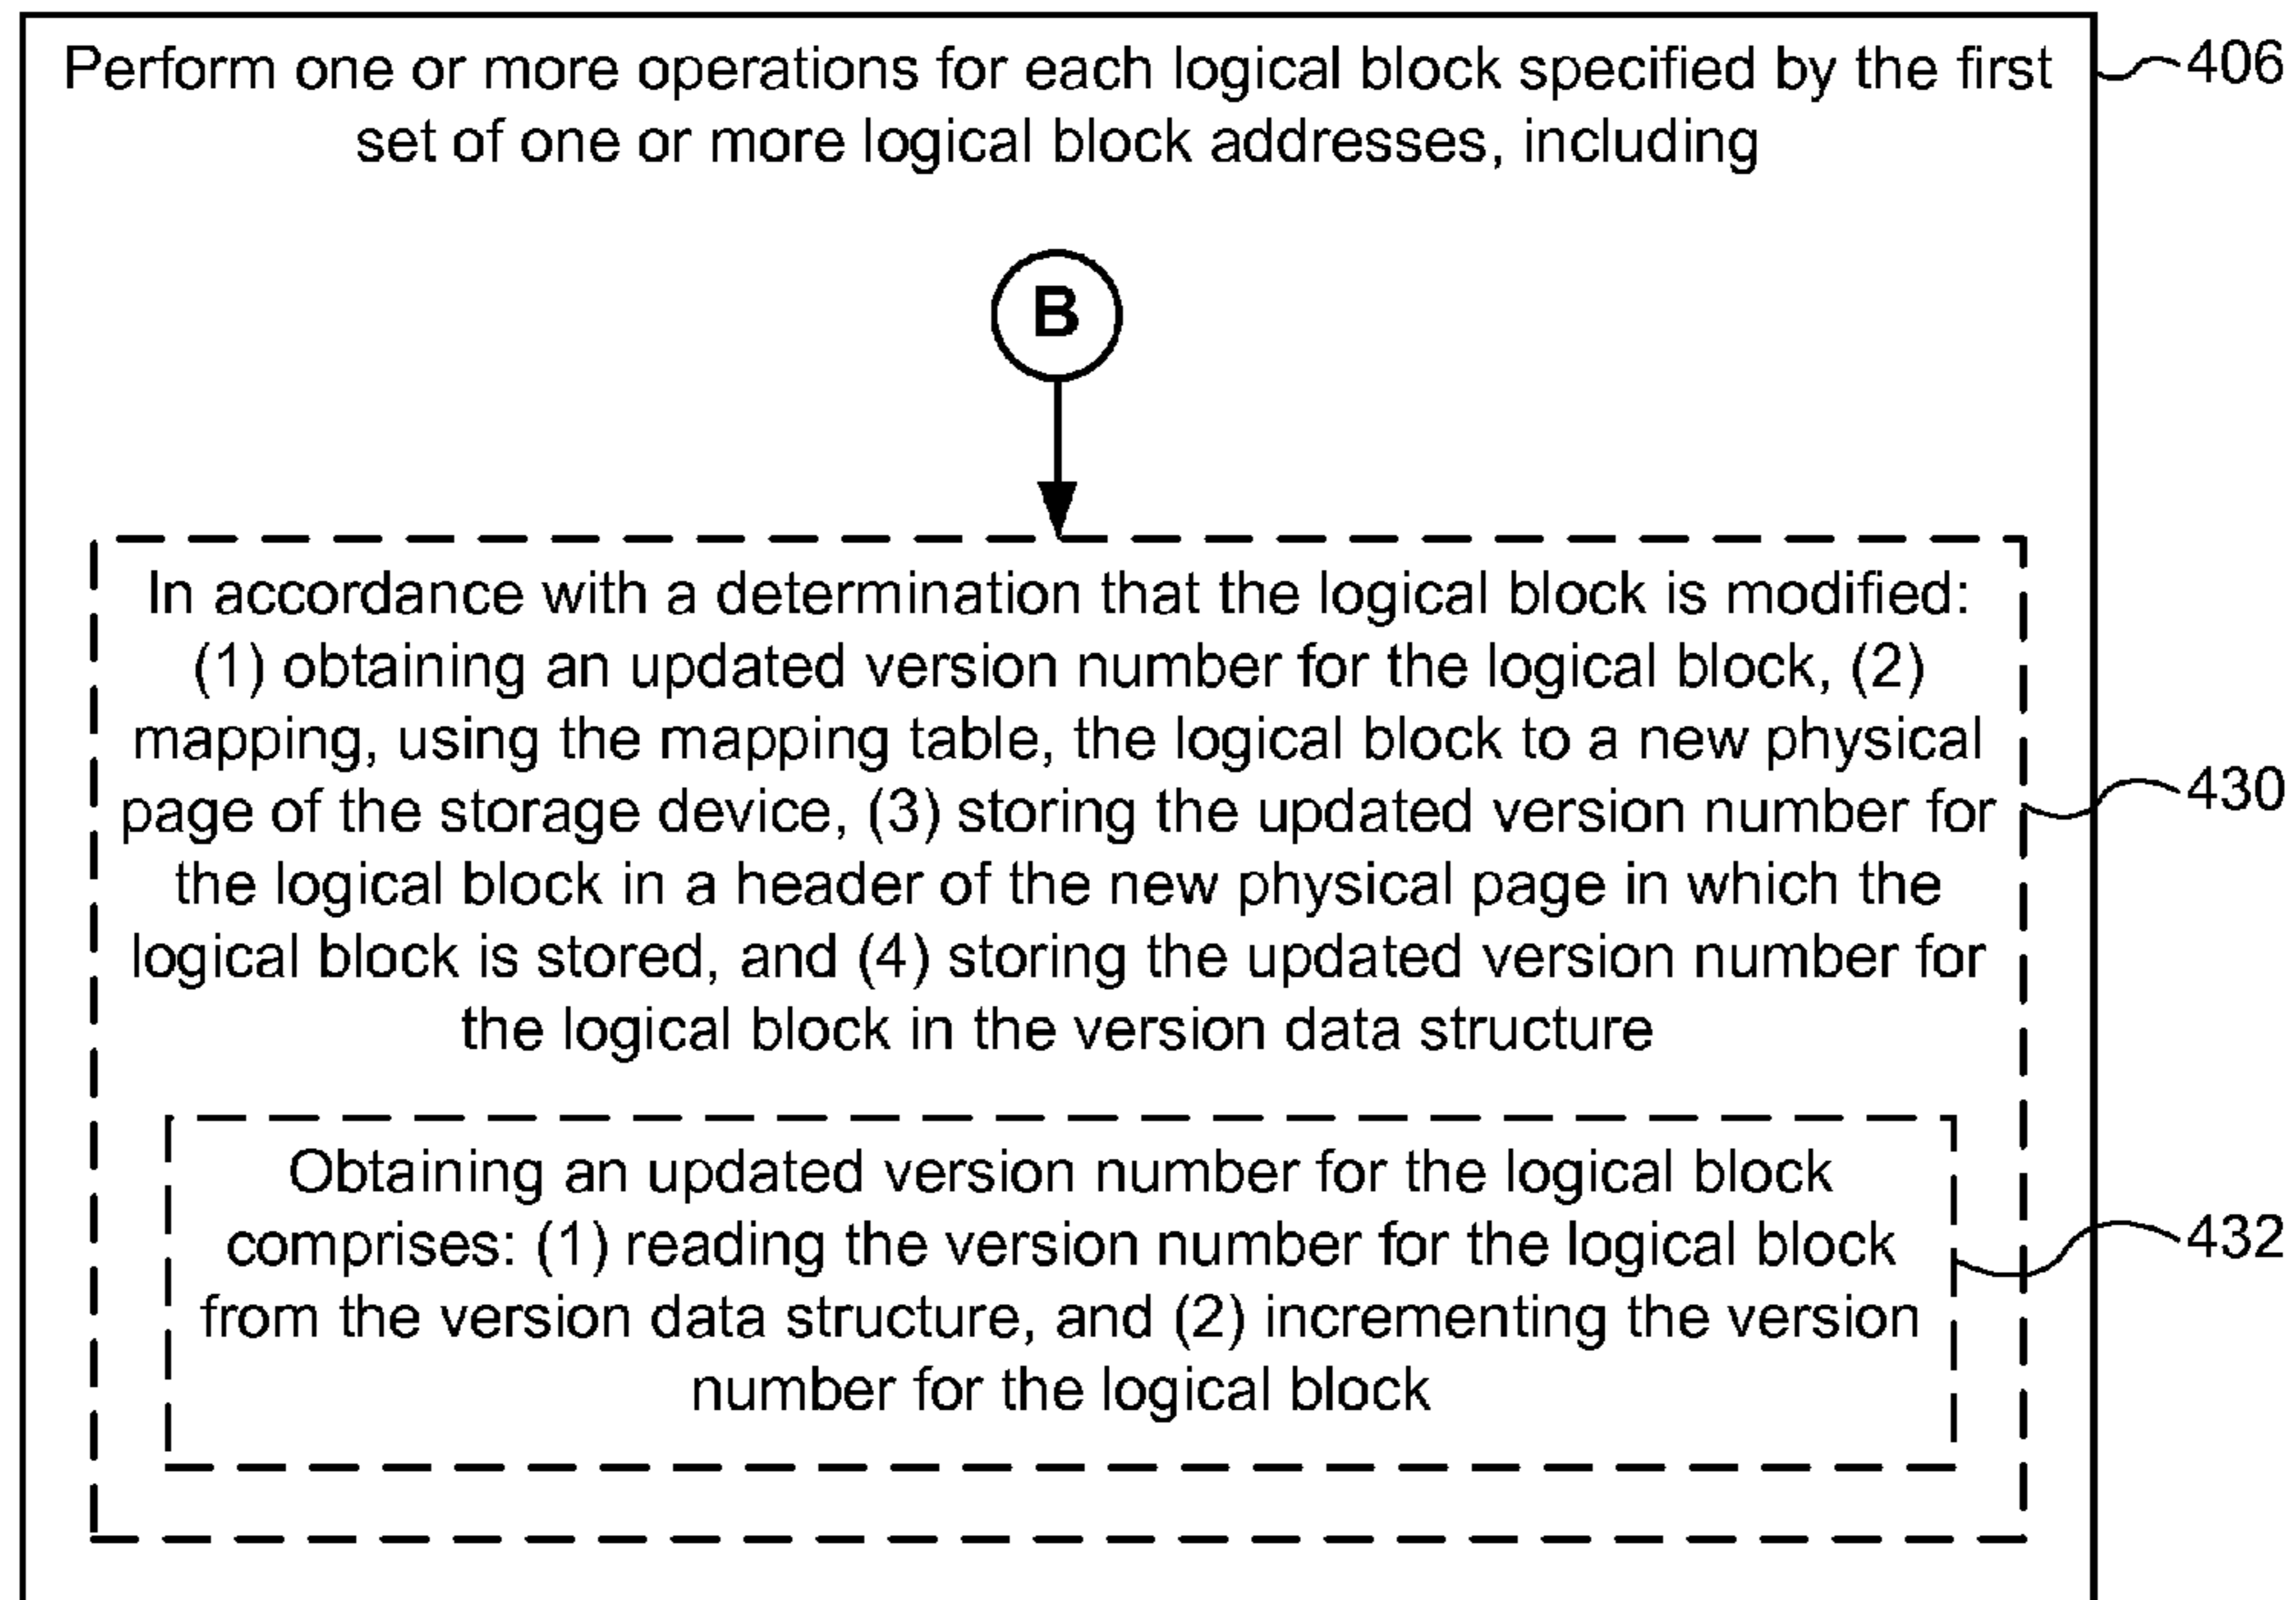 Perform one or more operations for each logical block specified by the first
set of one or more logical block addresses, including
406
B
In accordance with a determination that the logical block is modified:
(1) obtaining an updated version number for the logical block, (2)
mapping, using the mapping table, the logical block to a new physical
page of the storage device, (3) storing the updated version number for
the logical block in a header of the new physical page in which the
logical block is stored, and (4) storing the updated version number for
the logical block in the version data structure
430
Obtaining an updated version number for the logical block
comprises: (1) reading the version number for the logical block
from the version data structure, and (2) incrementing the version
number for the logical block
432